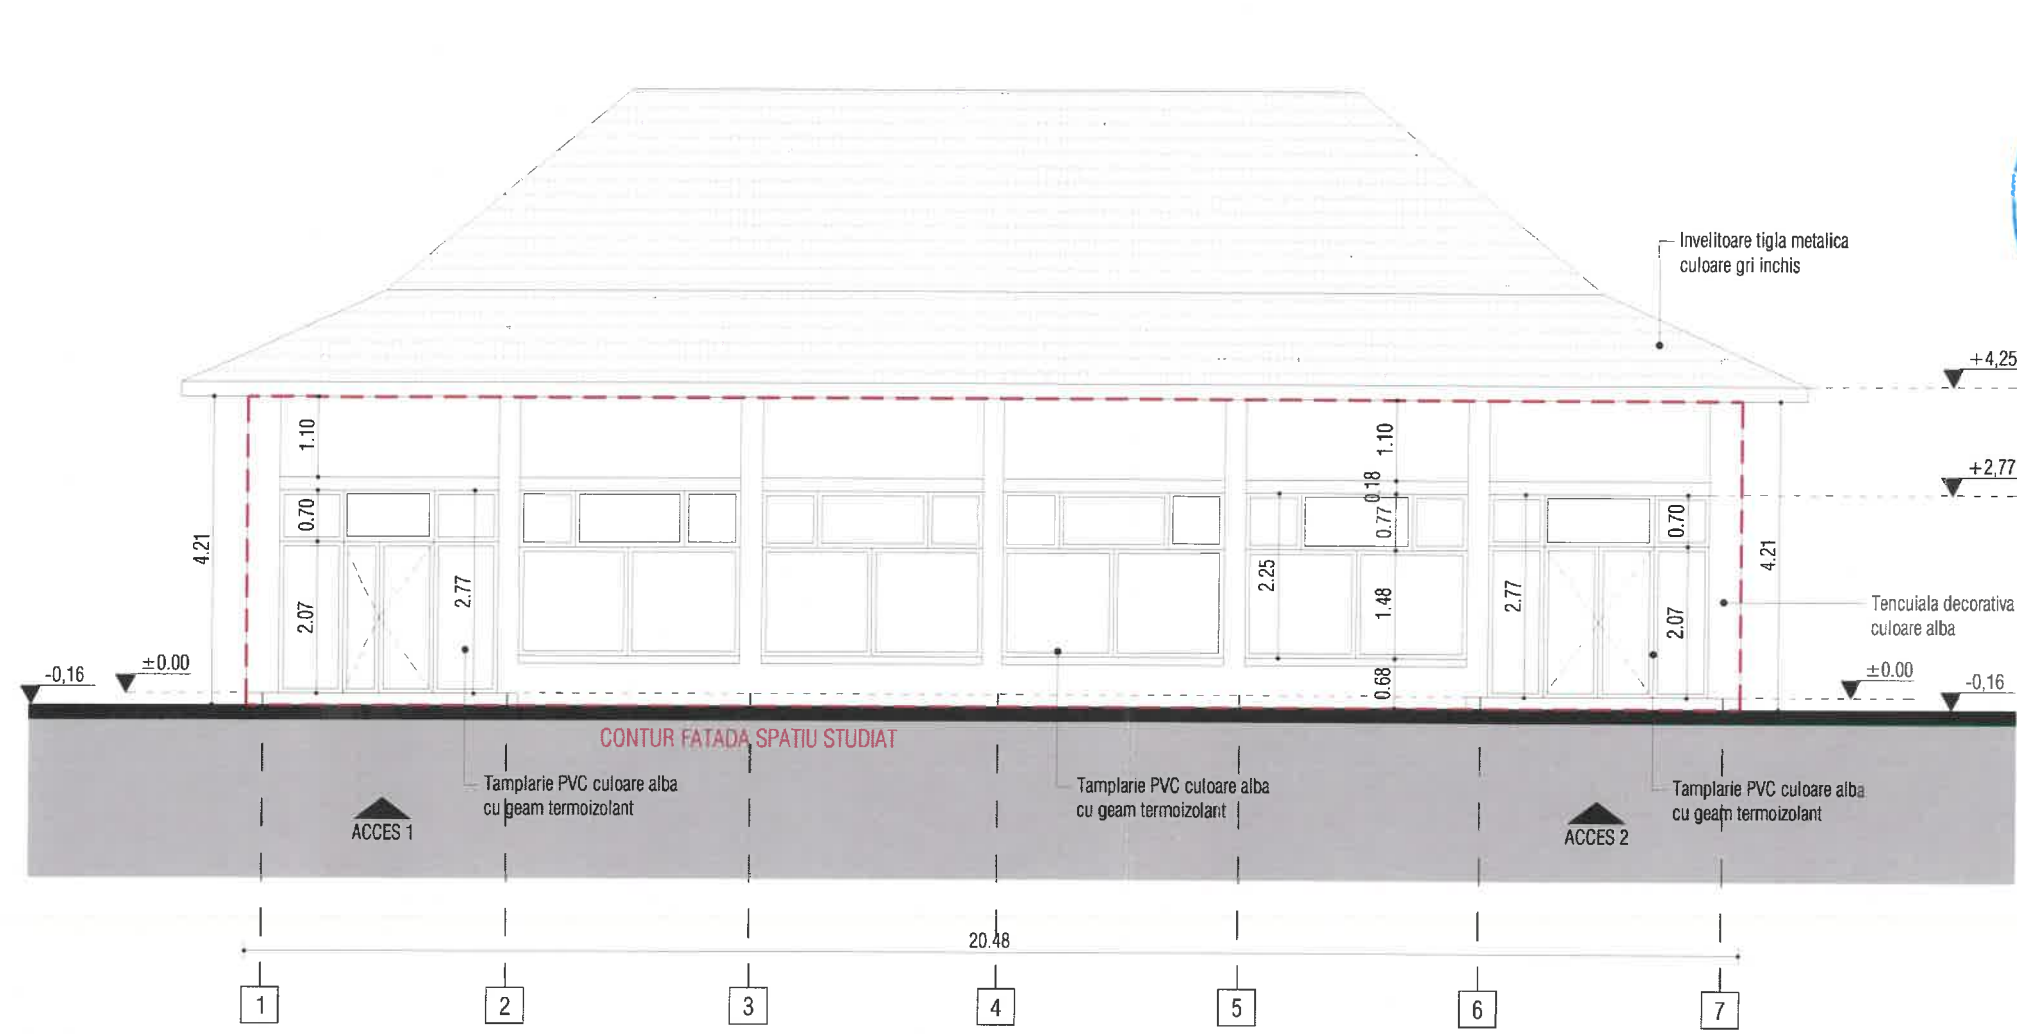 Invelitoare tigla metalica
culoare gri inchis
+4,25
1.10
1.10
+2,77
0.18
0.70
0.77
0.70
4.21
2.77
2.25
4.21
2.07
1.48
2.77
2.07
Tencuiala decorativa
culoare alba
-0,16
±0.00
0.68
±0.00
-0,16
CONTUR FATADA SPATIU STUDIAT
Tamplarie PVC culoare alba
cu geam termoizolant
Tamplarie PVC culoare alba
cu geam termoizolant
Tamplarie PVC culoare alba
cu geam termoizolant
ACCES 1
ACCES 2
20.48
1 2 3 4 5 6 7